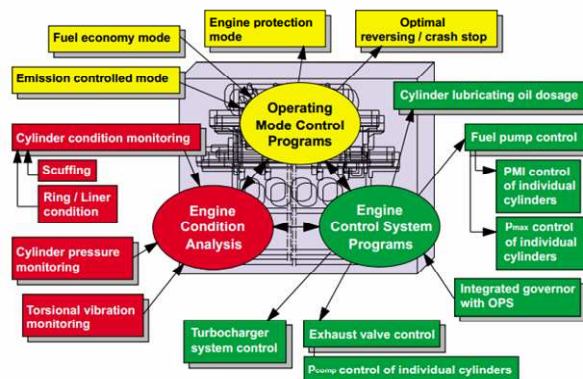 Fuel economy mode
Engine protection
mode
Optimal
reversing / crash stop
Emission controlled mode
Operating
Mode Control
Programs
Cylinder lubricating oil dosage
Cylinder condition monitoring
Scuffing
Ring / Liner
condition
Fuel pump control
PMI control
of individual
cylinders
Pmax control
of individual
cylinders
Engine
Condition
Analysis
Engine
Control System
Programs
Cylinder pressure
monitoring
Torsional vibration
monitoring
Integrated governor
with OPS
Turbocharger
system control
Exhaust valve control
Pcomp control of individual cylinders